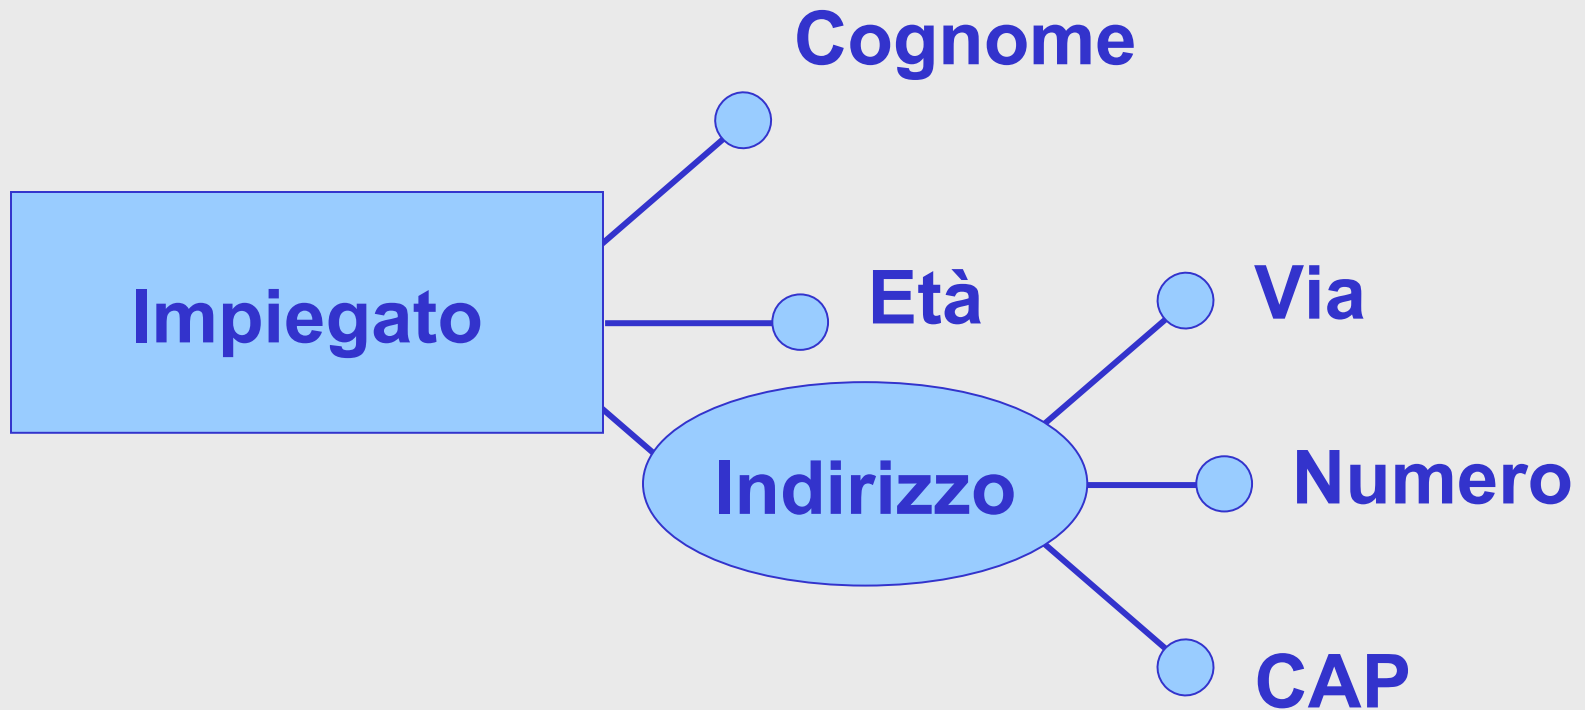 Cognome
Impiegato
Età
Via
Indirizzo
Numero
CAP